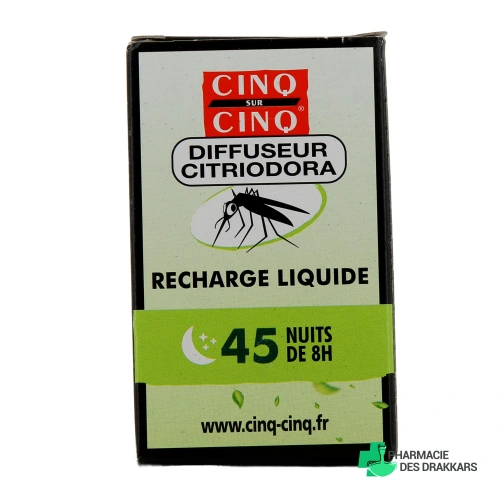 CINQ
SUR
CINQ®
DIFFUSEUR
CITRIODORA
RECHARGE LIQUIDE
45 NUITS
DE 8H
www.cinq-cinq.fr
PHARMACIE
DES DRAKKARS